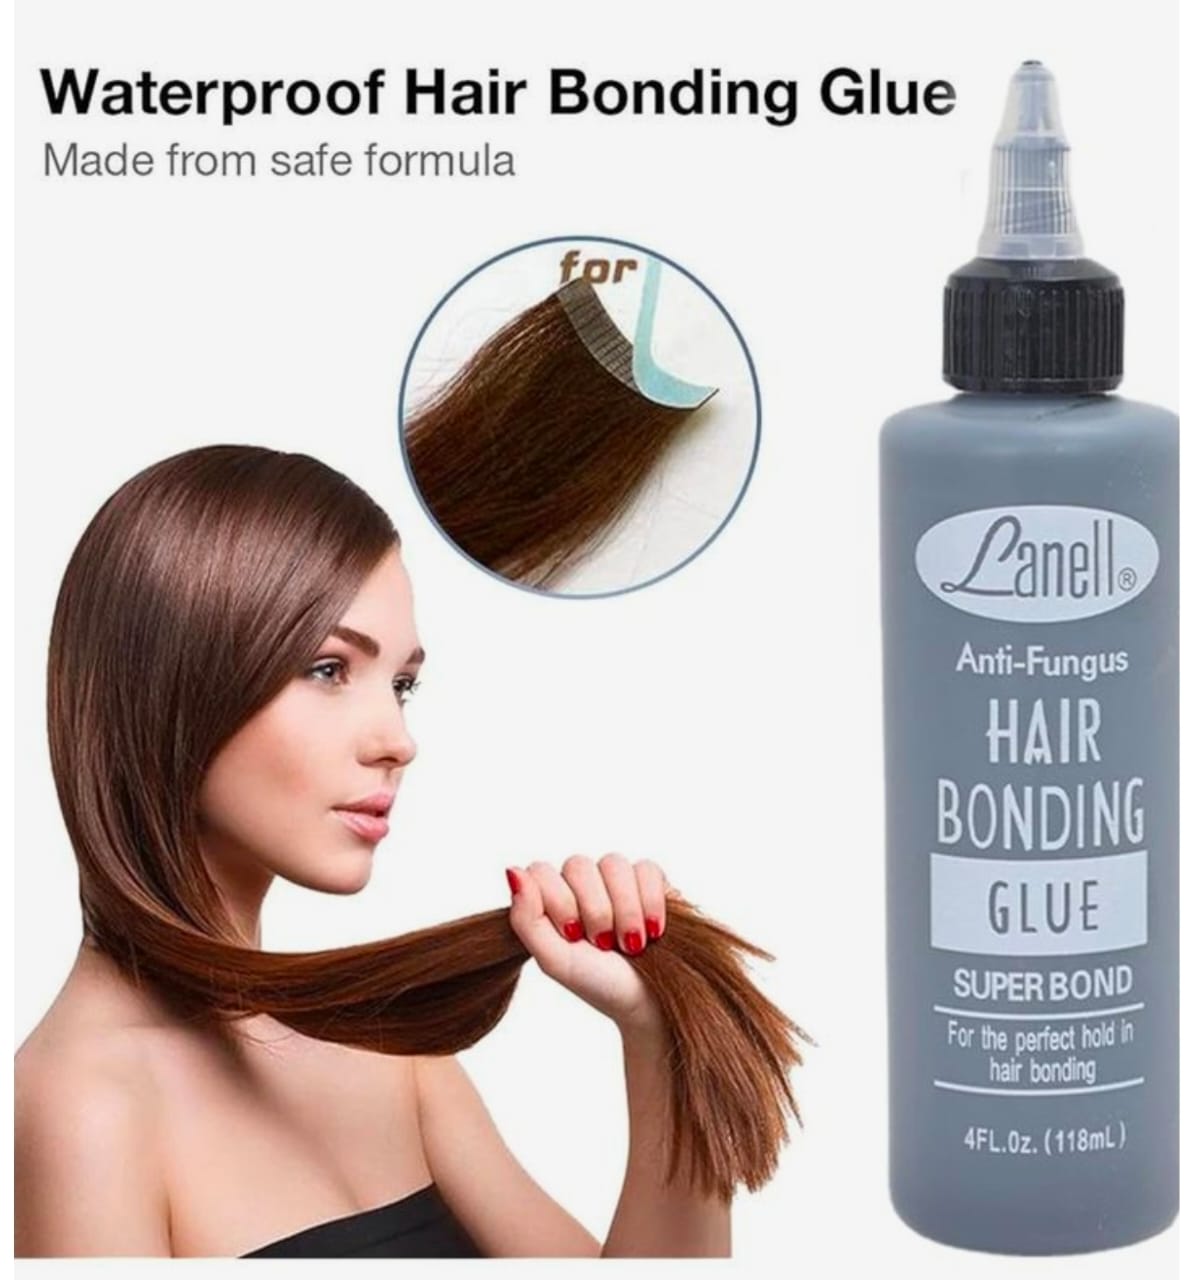 Waterproof Hair Bonding Glue
Made from safe formula
for
Lanell®
Anti-Fungus
HAIR
BONDING
GLUE
SUPER BOND
For the perfect hold in
hair bonding
4FL.Oz. (118mL)